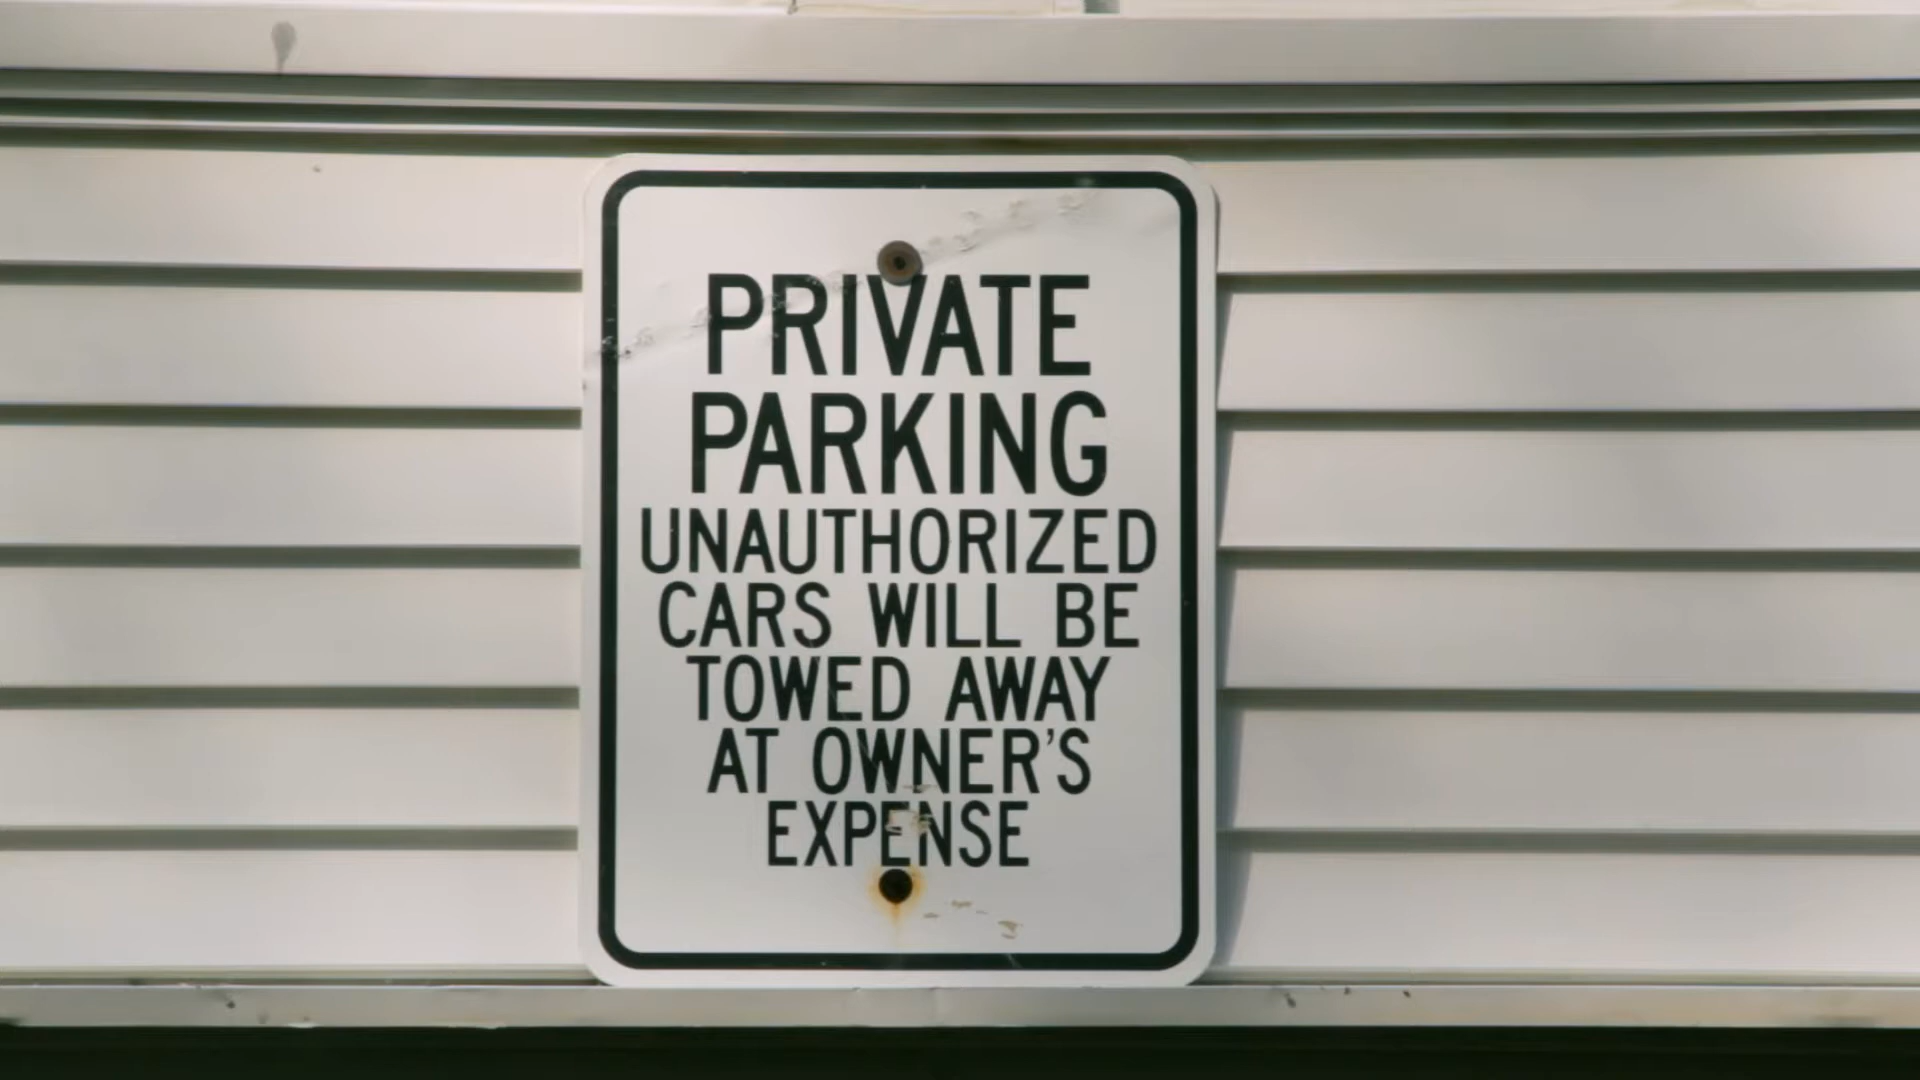 PRIVATE
PARKING
UNAUTHORIZED
CARS WILL BE
TOWED AWAY
AT OWNER'S
EXPENSE